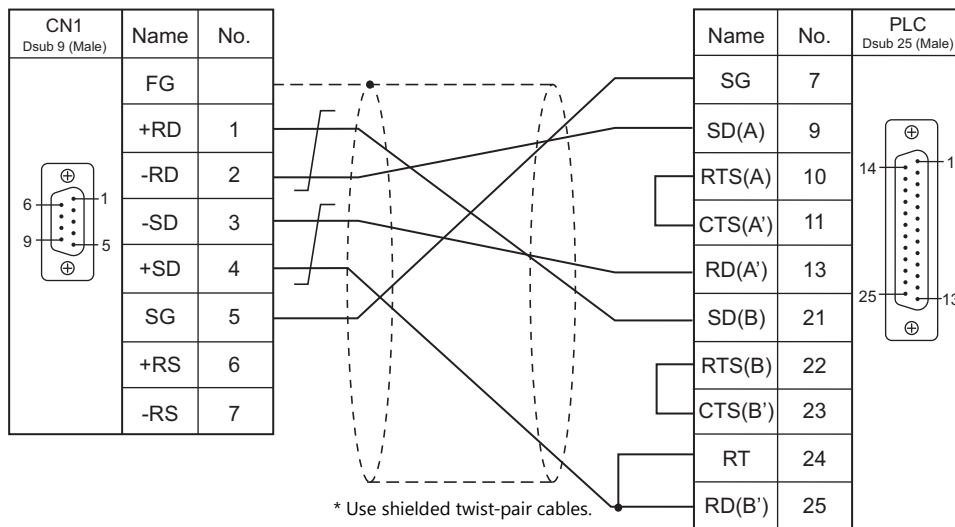 CN1
Dsub 9 (Male)
Name No.
FG
+RD 1
-RD 2
-SD 3
+SD 4
SG 5
+RS 6
-RS 7
6
1
9
5
Name No.
PLC
Dsub 25 (Male)
SG 7
SD(A) 9
RTS(A) 10
CTS(A’) 11
RD(A’) 13
SD(B) 21
RTS(B) 22
CTS(B’) 23
RT 24
RD(B’) 25
14
1
25
13
* Use shielded twist-pair cables.